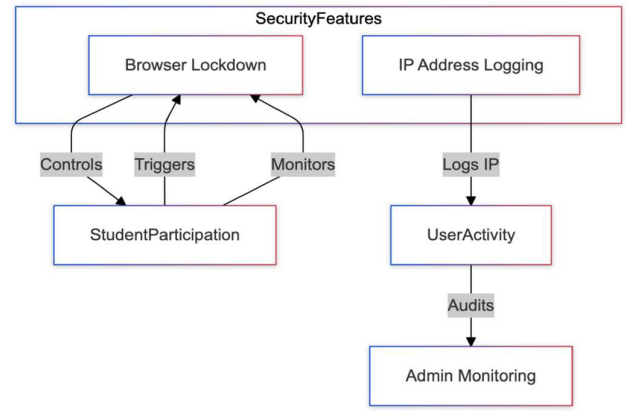 SecurityFeatures
Browser Lockdown
IP Address Logging
Controls
Triggers
Monitors
Logs IP
StudentParticipation
UserActivity
Audits
Admin Monitoring